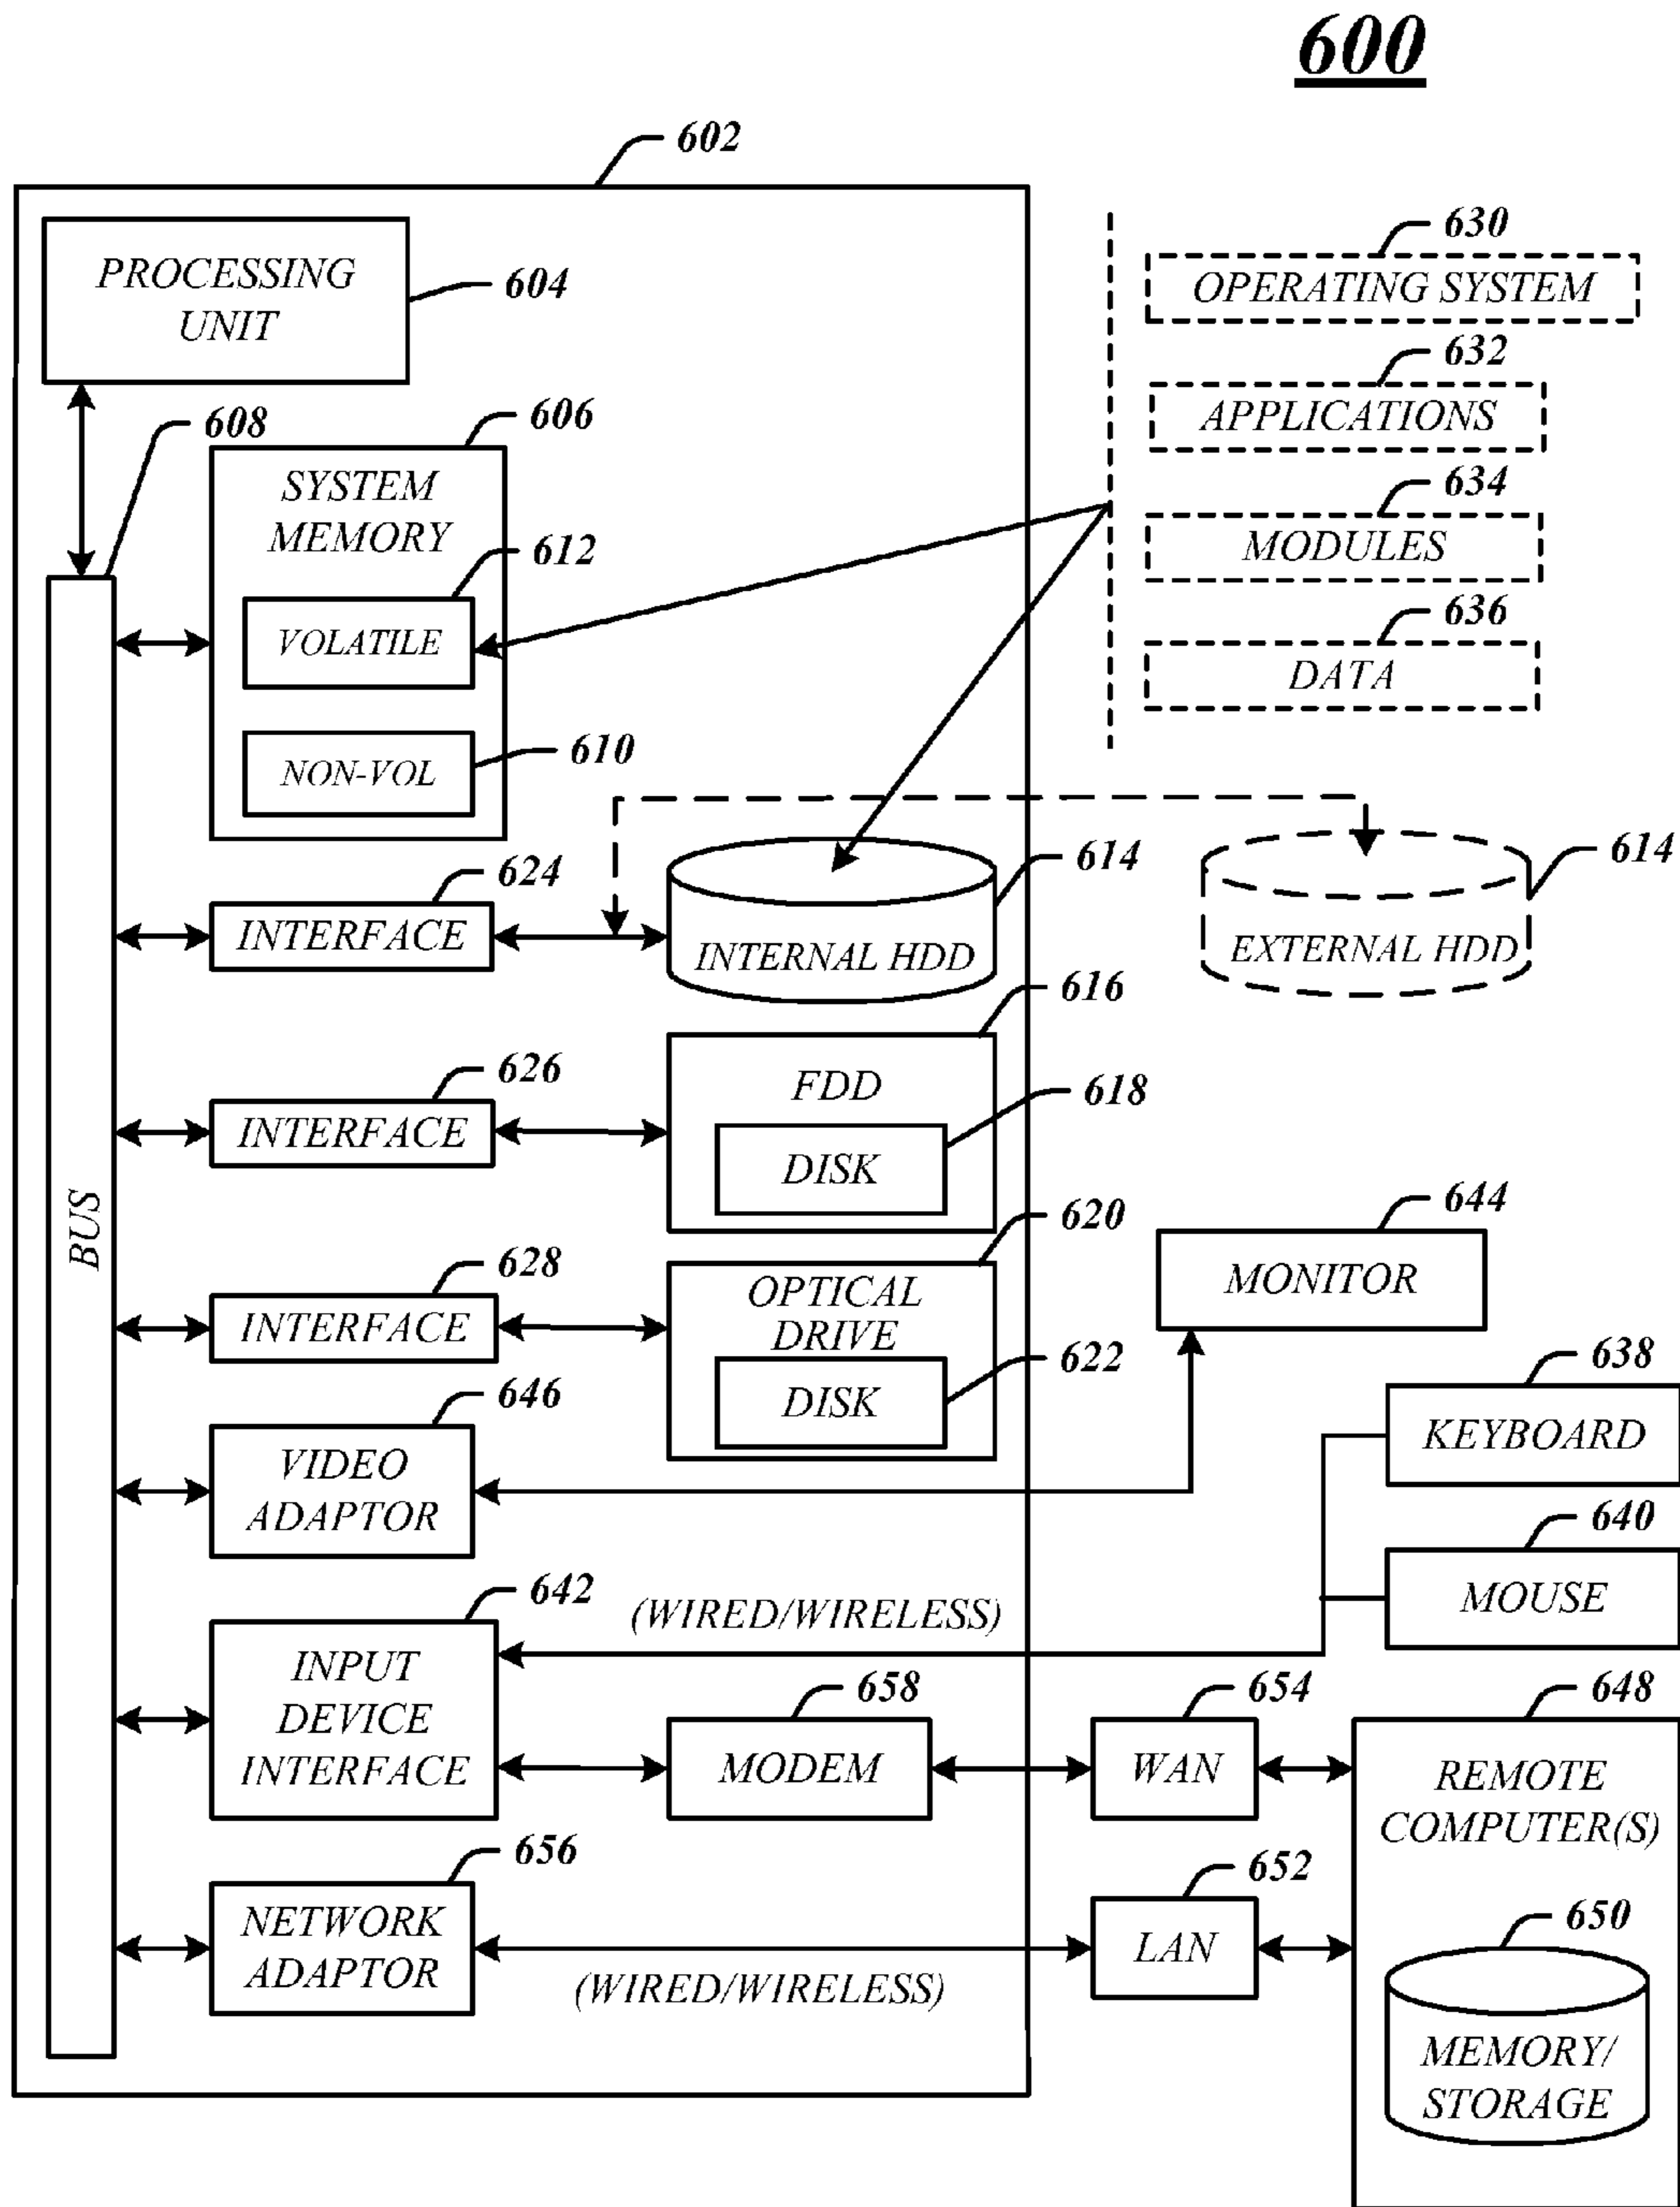 600
602
PROCESSING
UNIT
604
630
OPERATING SYSTEM
632
APPLICATIONS
634
MODULES
636
DATA
608
606
SYSTEM
MEMORY
612
VOLATILE
610
NON-VOL
BUS
624
INTERFACE
614
INTERNAL HDD
614
EXTERNAL HDD
626
INTERFACE
616
FDD
618
DISK
628
INTERFACE
620
OPTICAL
DRIVE
622
DISK
644
MONITOR
646
VIDEO
ADAPTOR
638
KEYBOARD
640
MOUSE
642
INPUT
DEVICE
INTERFACE
(WIRED/WIRELESS)
658
MODEM
654
WAN
648
REMOTE
COMPUTER(S)
656
NETWORK
ADAPTOR
(WIRED/WIRELESS)
652
LAN
650
MEMORY/
STORAGE